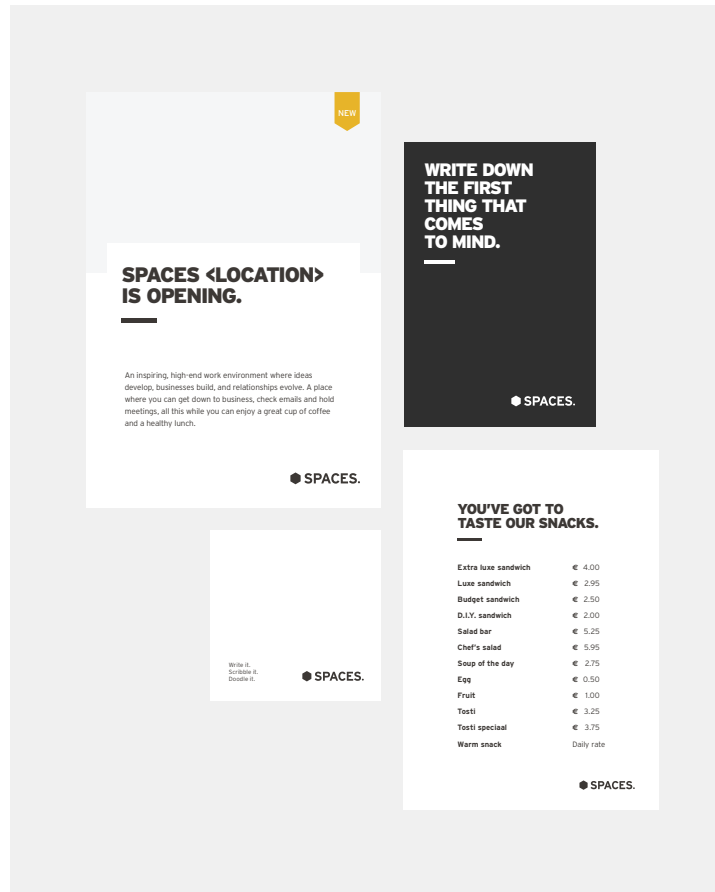 NEW
SPACES <LOCATION>
IS OPENING.
An inspiring, high-end work environment where ideas
develop, businesses build, and relationships evolve. A place
where you can get down to business, check emails and hold
meetings, all this while you can enjoy a great cup of coffee
and a healthy lunch.
SPACES.
WRITE DOWN
THE FIRST
THING THAT
COMES
TO MIND.
SPACES.
Write it.
Scribble it.
Doodle it.
SPACES.
YOU'VE GOT TO
TASTE OUR SNACKS.
Extra luxe sandwich € 4.00
Luxe sandwich € 2.95
Budget sandwich € 2.50
D.I.Y. sandwich € 2.00
Salad bar € 5.25
Chef's salad € 5.95
Soup of the day € 2.75
Egg € 0.50
Fruit € 1.00
Tosti € 3.25
Tosti speciaal € 3.75
Warm snack Daily rate
SPACES.